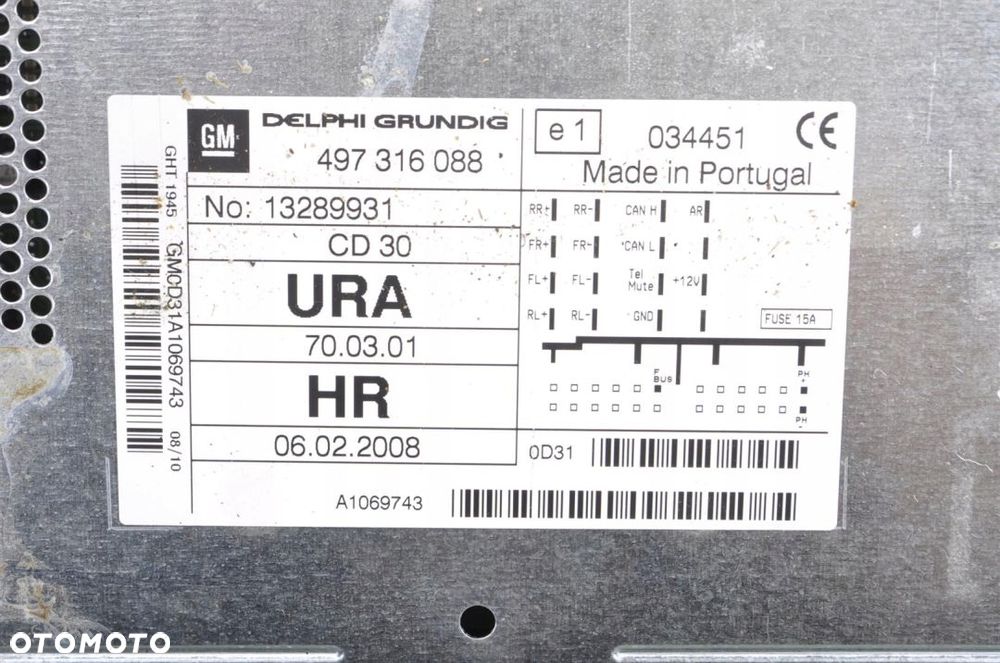 GM
DELPHI GRUNDIG
497 316 088
e 1
034451
CE
Made in Portugal
GHT 1945 GMCD31A1069743 08/10
No: 13289931
CD 30
URA
70.03.01
HR
06.02.2008
RR+ RR- CAN H AR
FR+ FR- CAN L
FL+ FL- Tel Mute +12V
RL+ RL- GND
FUSE 15A
F BUS
PH +
PH -
0D31
A1069743
OTOMOTO